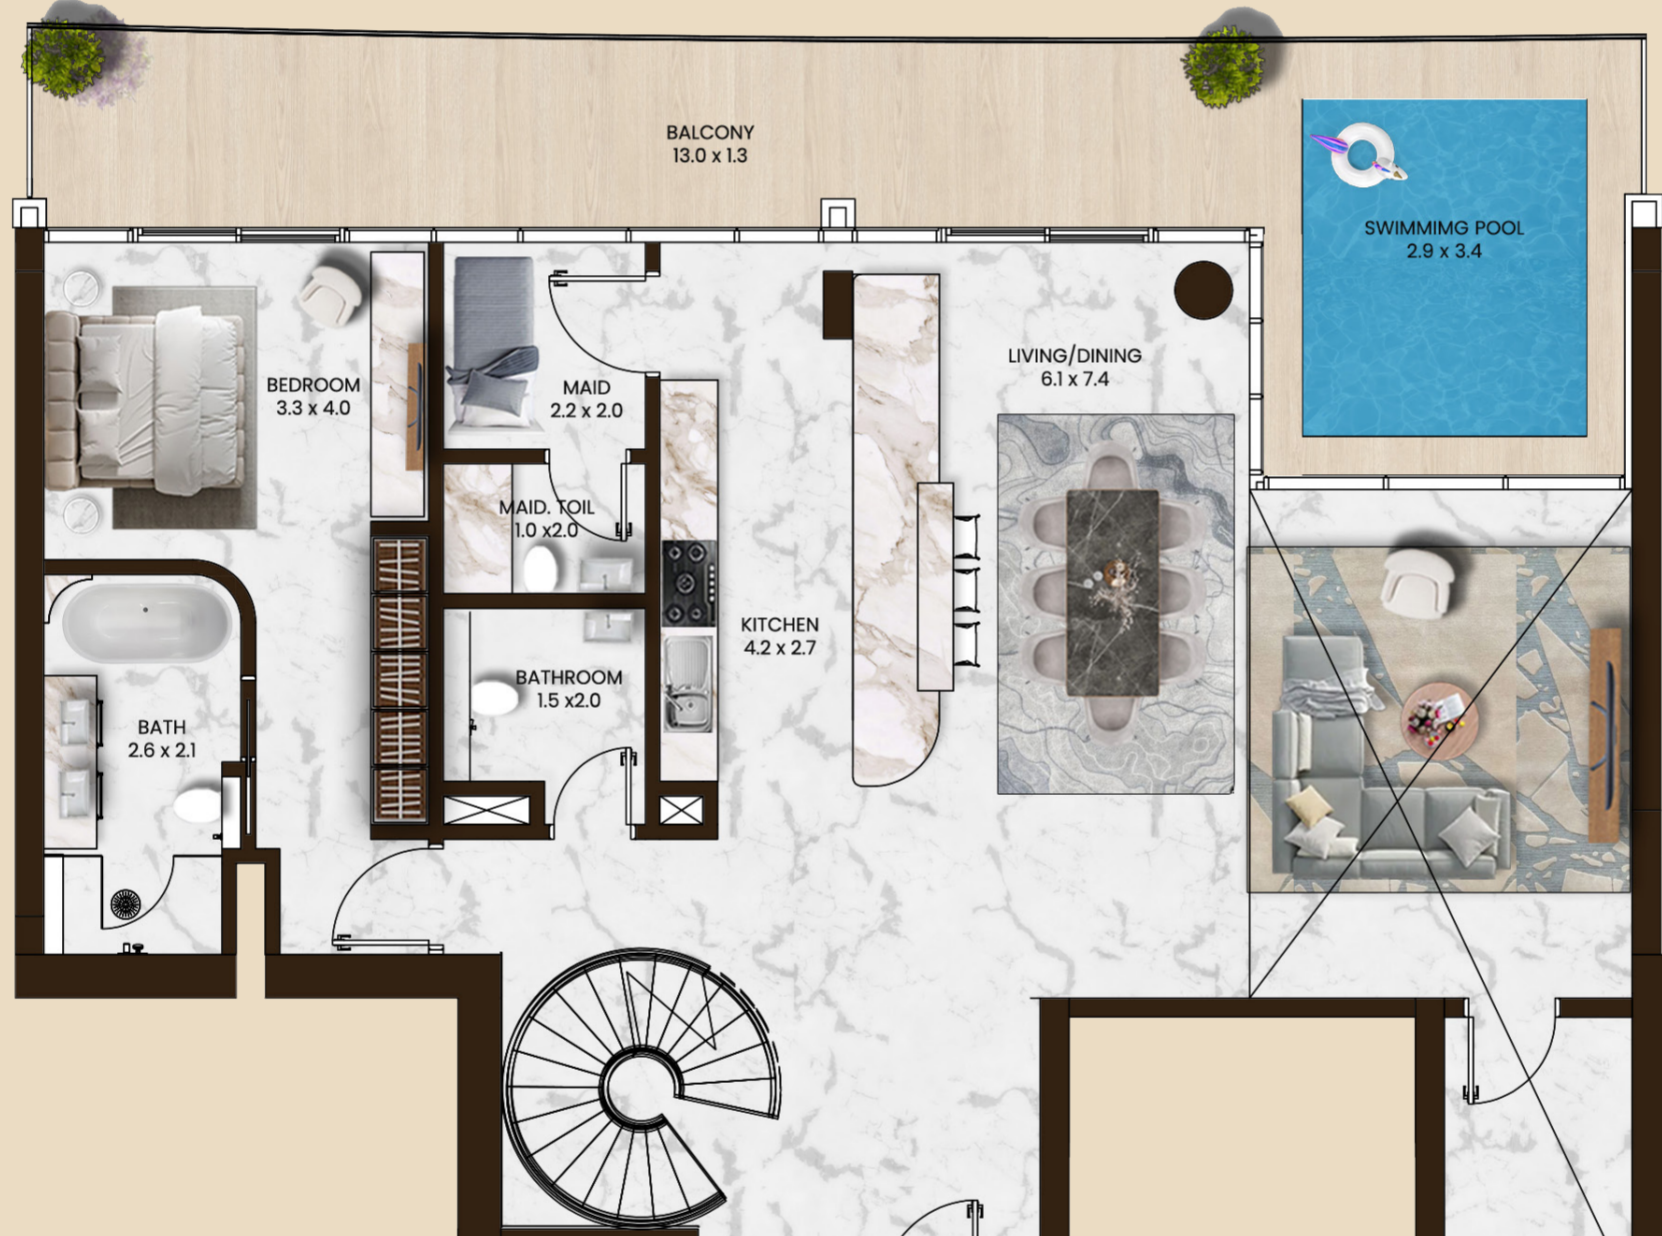 BALCONY
13.0 x 1.3
SWIMMIMG POOL
2.9 x 3.4
LIVING/DINING
6.1 x 7.4
BEDROOM
3.3 x 4.0
MAID
2.2 x 2.0
MAID. TOIL
1.0 x2.0
KITCHEN
4.2 x 2.7
BATHROOM
1.5 x2.0
BATH
2.6 x 2.1